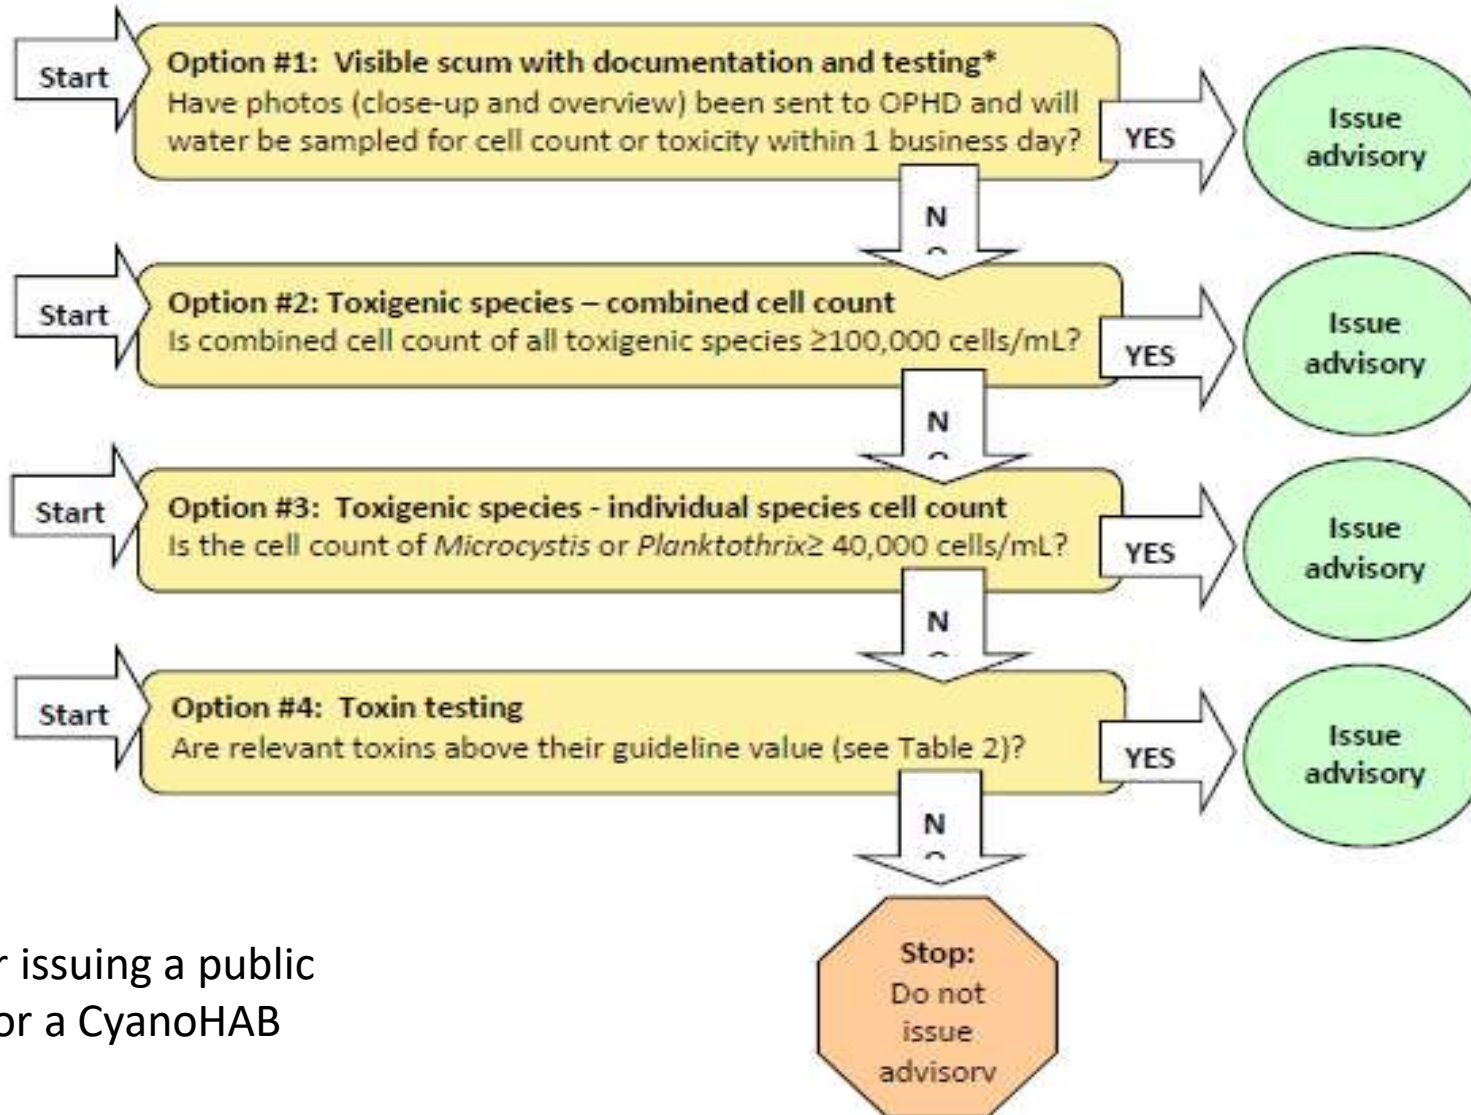 Start
Option #1: Visible scum with documentation and testing*
Have photos (close-up and overview) been sent to OPHD and will
water be sampled for cell count or toxicity within 1 business day?
YES
Issue
advisory
N
Start
Option #2: Toxigenic species – combined cell count
Is combined cell count of all toxigenic species ≥100,000 cells/mL?
YES
Issue
advisory
N
Start
Option #3: Toxigenic species - individual species cell count
Is the cell count of Microcystis or Planktothrix≥ 40,000 cells/mL?
YES
Issue
advisory
N
Start
Option #4: Toxin testing
Are relevant toxins above their guideline value (see Table 2)?
YES
Issue
advisory
N
Stop:
Do not
issue
advisory
r issuing a public
or a CyanoHAB